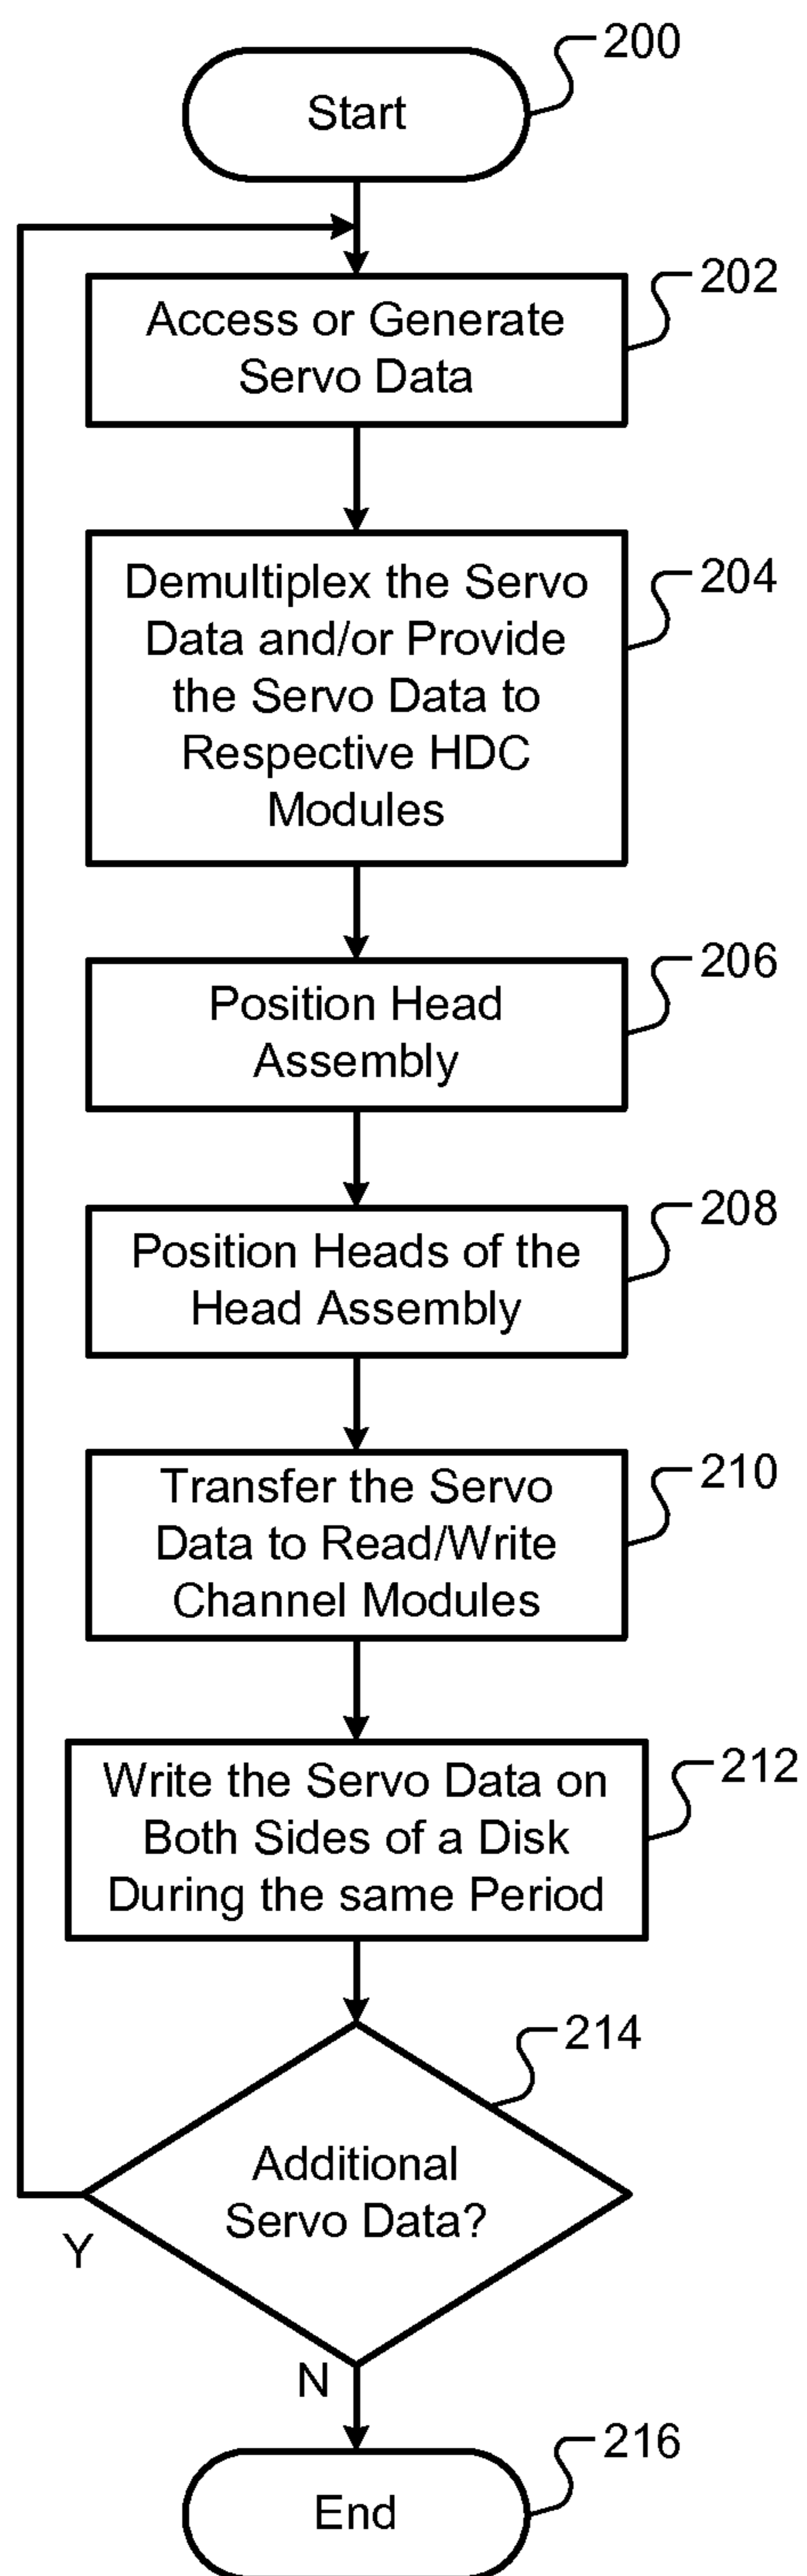 200
Start
202
Access or Generate
Servo Data
204
Demultiplex the Servo
Data and/or Provide
the Servo Data to
Respective HDC
Modules
206
Position Head
Assembly
208
Position Heads of the
Head Assembly
210
Transfer the Servo
Data to Read/Write
Channel Modules
212
Write the Servo Data on
Both Sides of a Disk
During the same Period
214
Additional
Servo Data?
Y
N
216
End